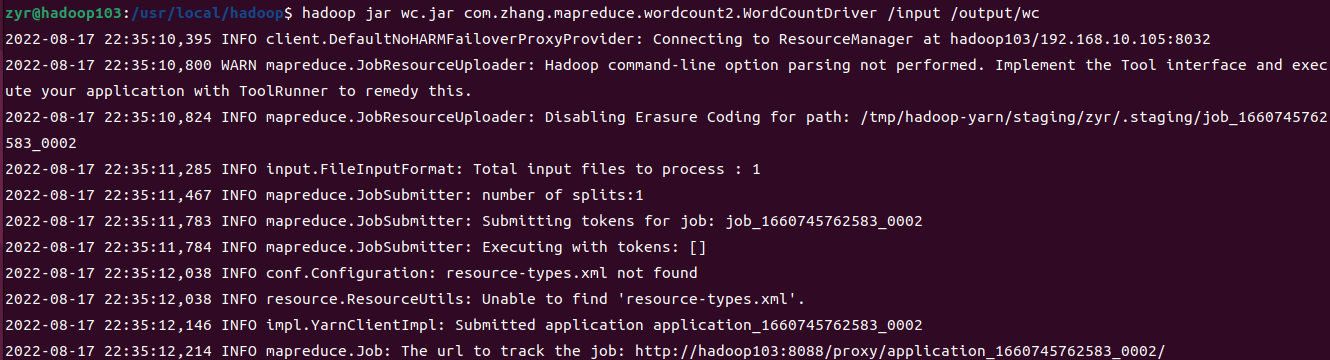 zyr@hadoop103:/usr/local/hadoop$ hadoop jar wc.jar com.zhang.mapreduce.wordcount2.WordCountDriver /input /output/wc
2022-08-17 22:35:10,395 INFO client.DefaultNoHARMFailoverProxyProvider: Connecting to ResourceManager at hadoop103/192.168.10.105:8032
2022-08-17 22:35:10,800 WARN mapreduce.JobResourceUploader: Hadoop command-line option parsing not performed. Implement the Tool interface and exec
ute your application with ToolRunner to remedy this.
2022-08-17 22:35:10,824 INFO mapreduce.JobResourceUploader: Disabling Erasure Coding for path: /tmp/hadoop-yarn/staging/zyr/.staging/job_1660745762
583_0002
2022-08-17 22:35:11,285 INFO input.FileInputFormat: Total input files to process : 1
2022-08-17 22:35:11,467 INFO mapreduce.JobSubmitter: number of splits:1
2022-08-17 22:35:11,783 INFO mapreduce.JobSubmitter: Submitting tokens for job: job_1660745762583_0002
2022-08-17 22:35:11,784 INFO mapreduce.JobSubmitter: Executing with tokens: []
2022-08-17 22:35:12,038 INFO conf.Configuration: resource-types.xml not found
2022-08-17 22:35:12,038 INFO resource.ResourceUtils: Unable to find 'resource-types.xml'.
2022-08-17 22:35:12,146 INFO impl.YarnClientImpl: Submitted application application_1660745762583_0002
2022-08-17 22:35:12,214 INFO mapreduce.Job: The url to track the job: http://hadoop103:8088/proxy/application_1660745762583_0002/